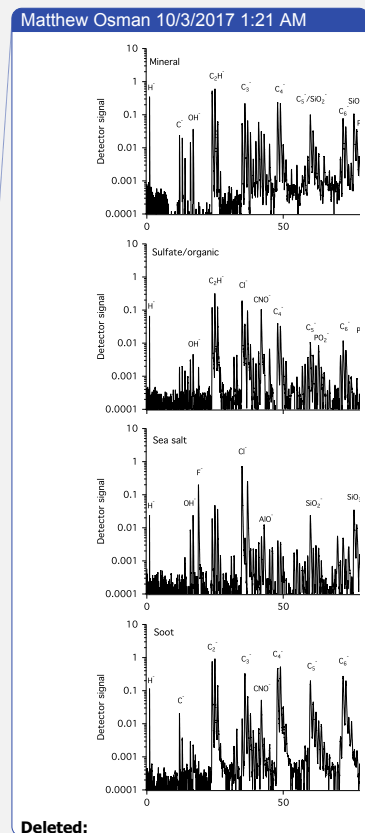 Matthew Osman 10/3/2017 1:21 AM
Mineral
Detector signal
10
1
0.1
0.01
0.001
0.0001
H⁻
C⁻
OH⁻
C₂H⁻
C₃⁻
C₄⁻
C₅⁻/SiO₂⁻
C₆⁻
SiO
0
50
Sulfate/organic
Detector signal
10
1
0.1
0.01
0.001
0.0001
H⁻
OH⁻
C₂H⁻
Cl⁻
CNO⁻
C₄⁻
C₅⁻
PO₂⁻
C₆⁻
0
50
Sea salt
Detector signal
10
1
0.1
0.01
0.001
0.0001
H⁻
OH⁻
F⁻
Cl⁻
AlO⁻
SiO₂⁻
SiO
0
50
Soot
Detector signal
10
1
0.1
0.01
0.001
0.0001
H⁻
C⁻
C₂⁻
C₃⁻
CNO⁻
C₄⁻
C₅⁻
C₆⁻
0
50
Deleted: